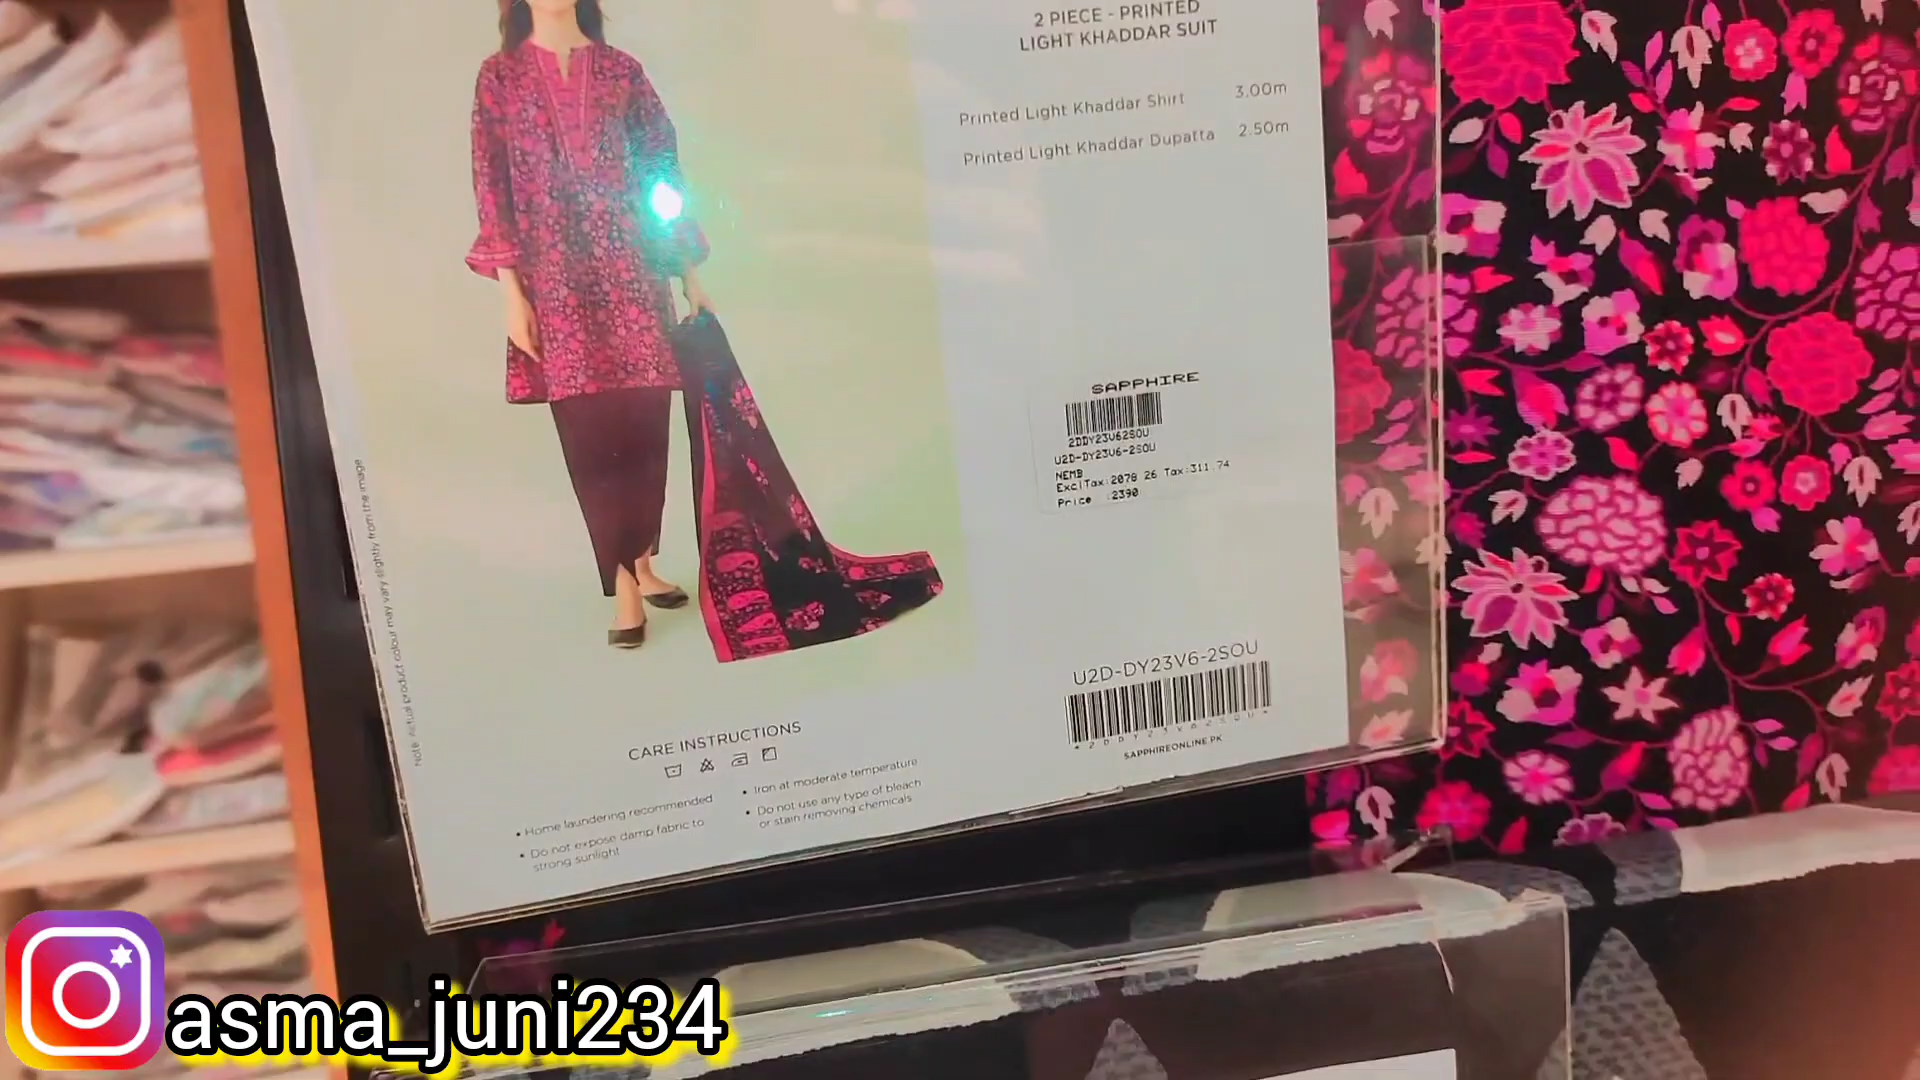 2 PIECE - PRINTED
LIGHT KHADDAR SUIT
Printed Light Khaddar Shirt 3.00m
Printed Light Khaddar Dupatta 2.50m
SAPPHIRE
2DDY23V62SOU
U2D-DY23V6-2SOU
NEMB
ExclTax:2078 26 Tax:311.74
Price :2390
U2D-DY23V6-2SOU
*2DDY23V62SOU*
SAPPHIREONLINE.PK
Note: Actual product colour may vary slightly from the image
CARE INSTRUCTIONS
• Home laundering recommended
• Do not expose damp fabric to
strong sunlight
• Iron at moderate temperature
• Do not use any type of bleach
or stain removing chemicals
asma_juni234